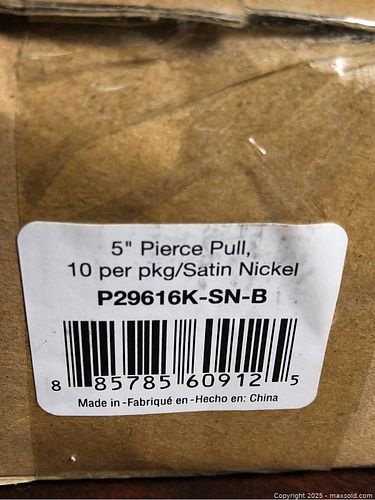 5" Pierce Pull,
10 per pkg/Satin Nickel
P29616K-SN-B
8 85785 60912 5
Made in -Fabriqué en -Hecho en: China
Copyright 2025 - maxsold.com